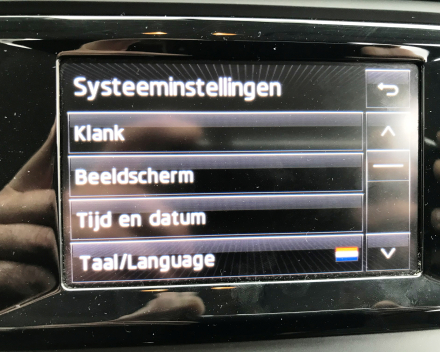 Systeeminstellingen
Klank
Beeldscherm
Tijd en datum
Taal/Language